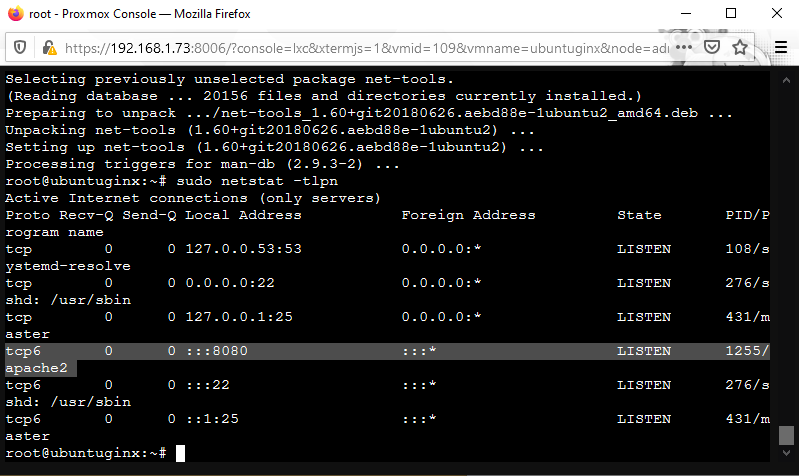 root - Proxmox Console — Mozilla Firefox
https://192.168.1.73:8006/?console=lxc&xtermjs=1&vmid=109&vmname=ubuntuginx&node=adm
Selecting previously unselected package net-tools.
(Reading database ... 20156 files and directories currently installed.)
Preparing to unpack .../net-tools_1.60+git20180626.aebd88e-1ubuntu2_amd64.deb ...
Unpacking net-tools (1.60+git20180626.aebd88e-1ubuntu2) ...
Setting up net-tools (1.60+git20180626.aebd88e-1ubuntu2) ...
Processing triggers for man-db (2.9.3-2) ...
root@ubuntuginx:~# sudo netstat -tlpn
Active Internet connections (only servers)
Proto Recv-Q Send-Q Local Address           Foreign Address         State       PID/P
rogram name
tcp        0      0 127.0.0.53:53           0.0.0.0:*               LISTEN      108/s
ystemd-resolve
tcp        0      0 0.0.0.0:22              0.0.0.0:*               LISTEN      276/s
shd: /usr/sbin
tcp        0      0 127.0.0.1:25            0.0.0.0:*               LISTEN      431/m
aster
tcp6       0      0 :::8080                 :::*                    LISTEN      1255/
apache2
tcp6       0      0 :::22                   :::*                    LISTEN      276/s
shd: /usr/sbin
tcp6       0      0 ::1:25                  :::*                    LISTEN      431/m
aster
root@ubuntuginx:~#